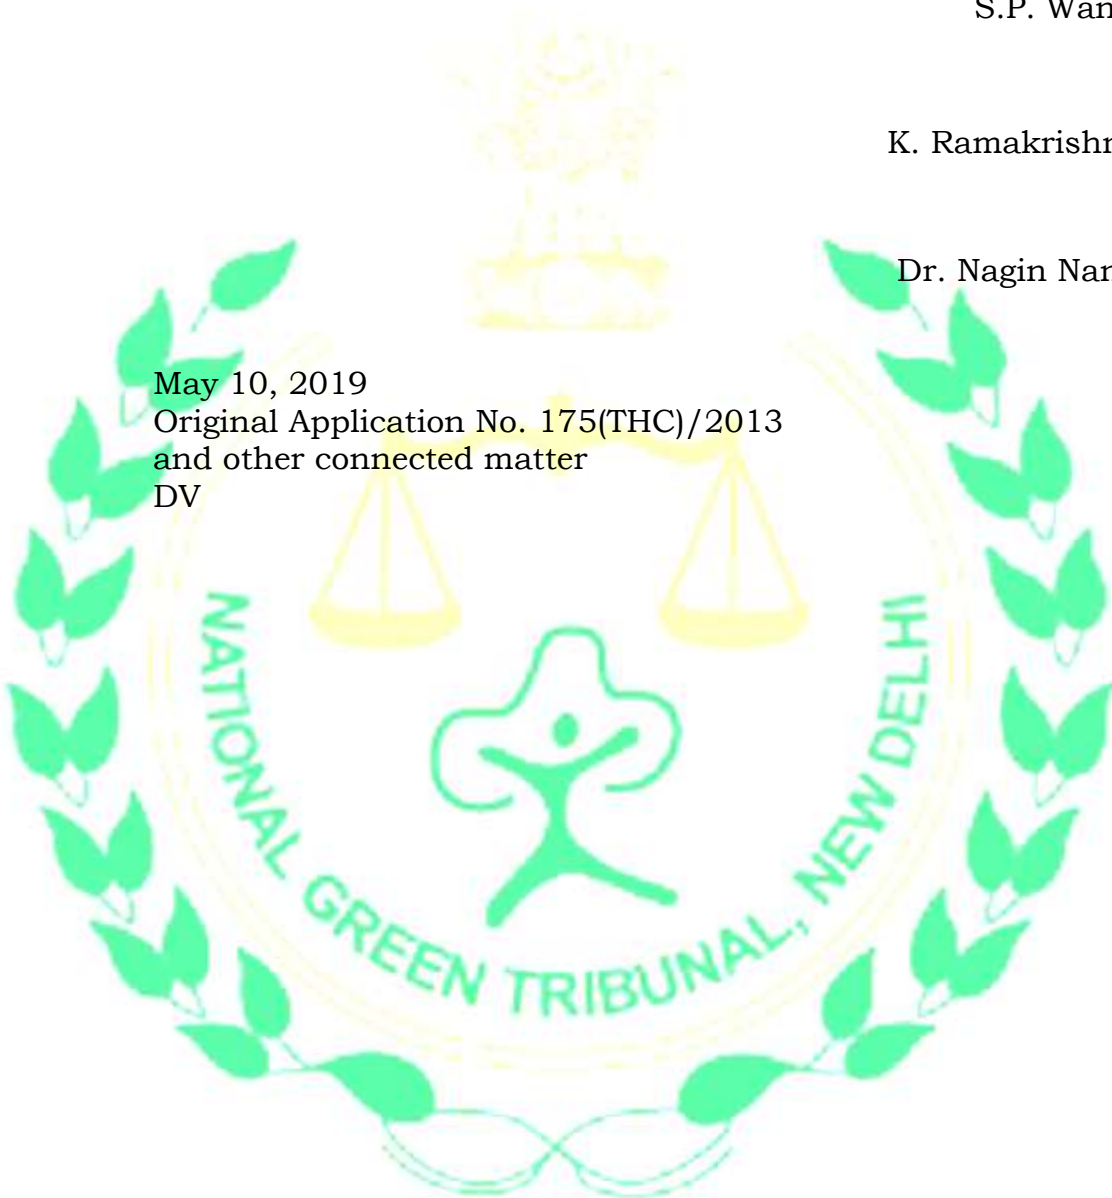 S.P. Wan
K. Ramakrishn
Dr. Nagin Nan
May 10, 2019
Original Application No. 175(THC)/2013
and other connected matter
DV
NATIONAL GREEN TRIBUNAL, NEW DELHI